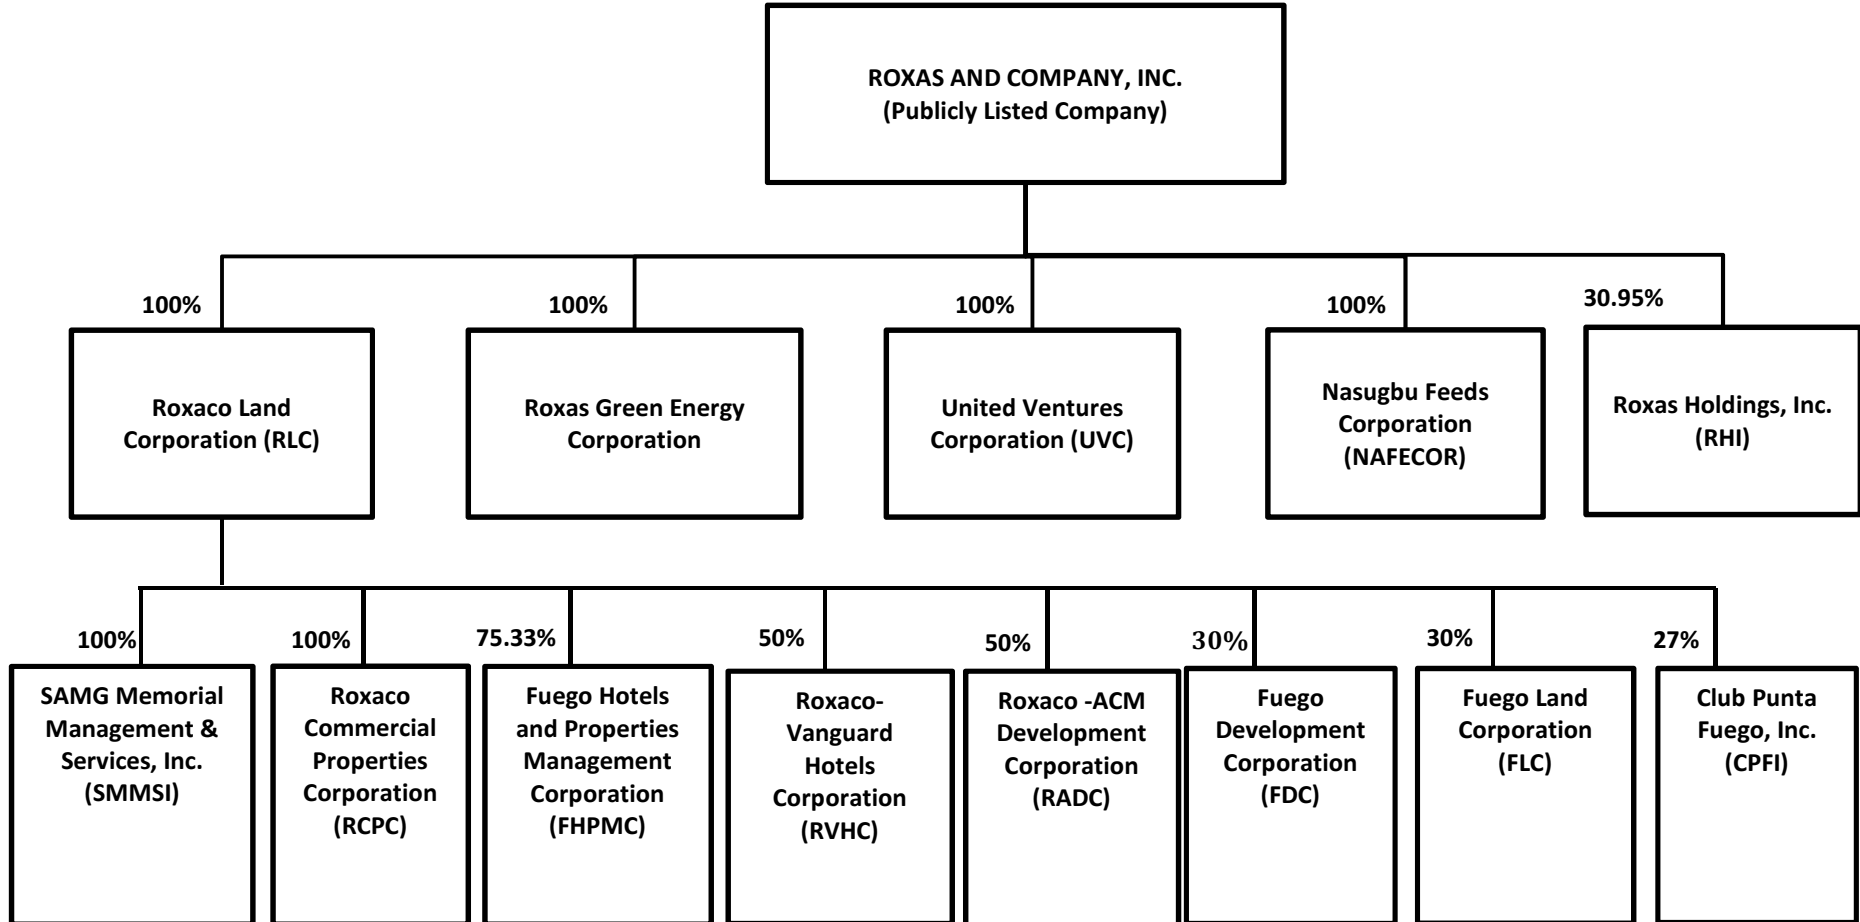 ROXAS AND COMPANY, INC.
(Publicly Listed Company)
100%
100%
100%
100%
30.95%
Roxaco Land
Corporation (RLC)
Roxas Green Energy
Corporation
United Ventures
Corporation (UVC)
Nasugbu Feeds
Corporation
(NAFECOR)
Roxas Holdings, Inc.
(RHI)
100%
100%
75.33%
50%
50%
30%
30%
27%
SAMG Memorial
Management &
Services, Inc.
(SMMSI)
Roxaco
Commercial
Properties
Corporation
(RCPC)
Fuego Hotels
and Properties
Management
Corporation
(FHPMC)
Roxaco-
Vanguard
Hotels
Corporation
(RVHC)
Roxaco -ACM
Development
Corporation
(RADC)
Fuego
Development
Corporation
(FDC)
Fuego Land
Corporation
(FLC)
Club Punta
Fuego, Inc.
(CPFI)